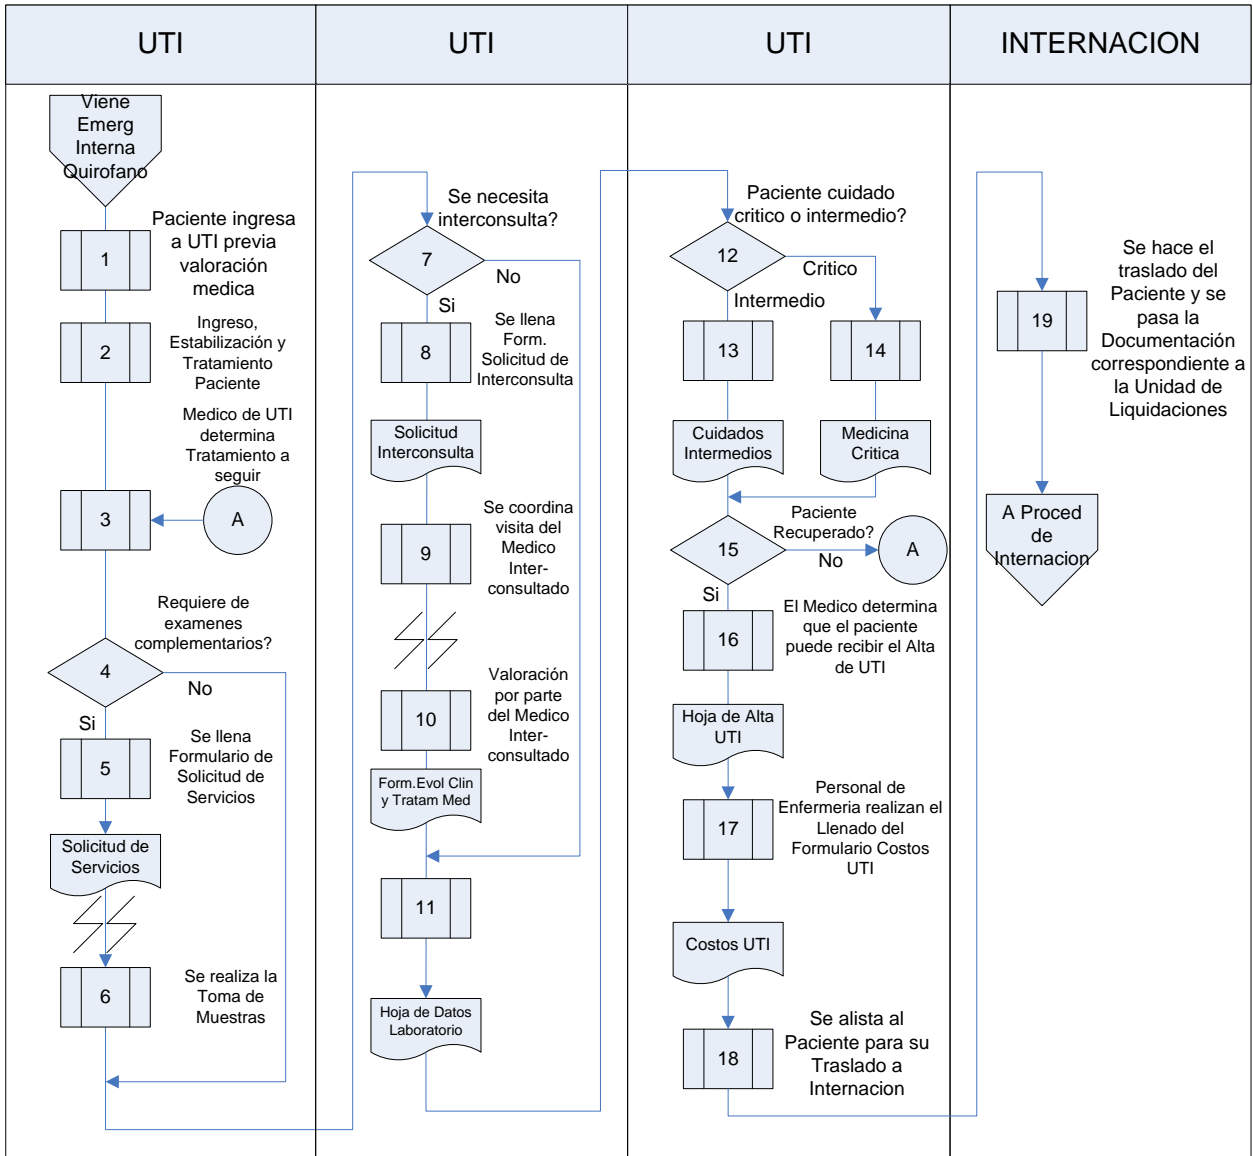 UTI
UTI
UTI
INTERNACION
Viene
Emerg
Interna
Quirofano
Paciente ingresa
a UTI previa
valoración
medica
1
Ingreso,
Estabilización y
Tratamiento
Paciente
2
Medico de UTI
determina
Tratamiento a
seguir
3
A
Requiere de
examenes
complementarios?
4
No
Si
Se llena
Formulario de
Solicitud de
Servicios
5
Solicitud de
Servicios
Se realiza la
Toma de
Muestras
6
Se necesita
interconsulta?
7
No
Si
Se llena
Form.
Solicitud de
Interconsulta
8
Solicitud
Interconsulta
Se coordina
visita del
Medico
Inter-
consultado
9
Valoración
por parte
del Medico
Inter-
consultado
10
Form.Evol Clin
y Tratam Med
11
Hoja de Datos
Laboratorio
Paciente cuidado
critico o intermedio?
12
Critico
Intermedio
13
14
Cuidados
Intermedios
Medicina
Critica
Paciente
Recuperado?
15
No
A
Si
El Medico determina
que el paciente
puede recibir el Alta
de UTI
16
Hoja de Alta
UTI
Personal de
Enfermeria realizan el
Llenado del
Formulario Costos
UTI
17
Costos UTI
Se alista al
Paciente para su
Traslado a
Internacion
18
Se hace el
traslado del
Paciente y se
pasa la
Documentación
correspondiente a
la Unidad de
Liquidaciones
19
A Proced
de
Internacion